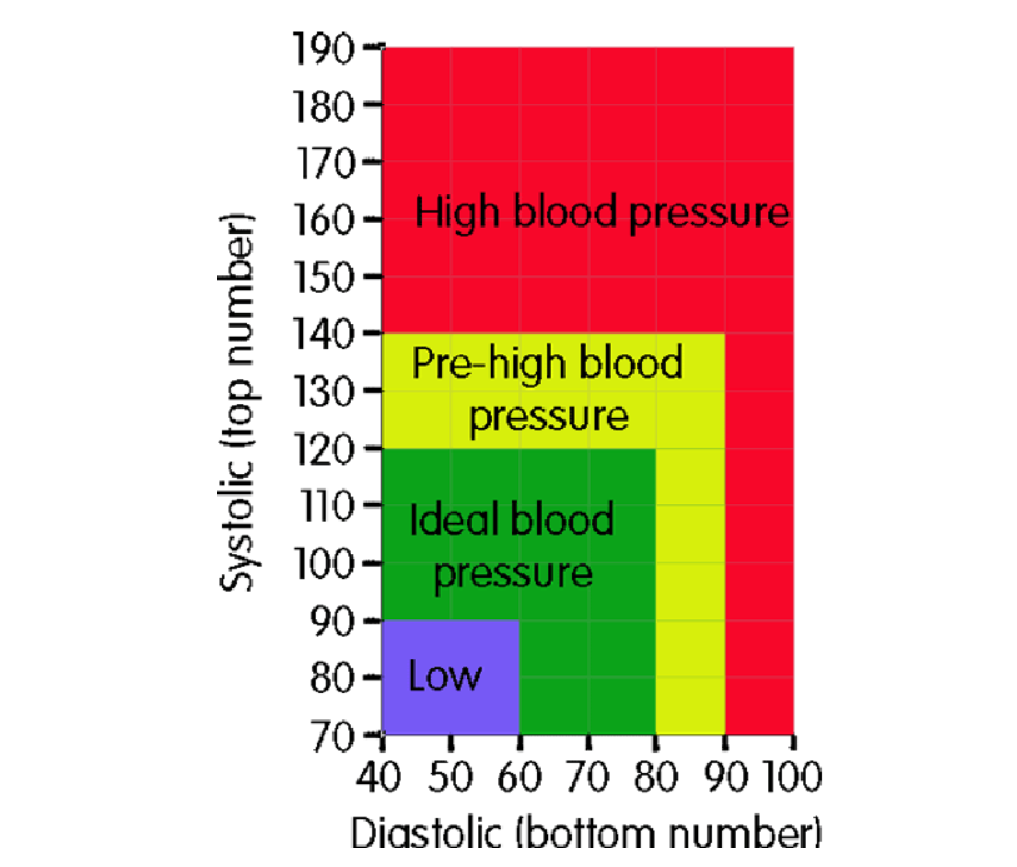 Systolic (top number)
190
180
170
160
150
140
130
120
110
100
90
80
70
High blood pressure
Pre-high blood
pressure
Ideal blood
pressure
Low
40 50 60 70 80 90 100
Diastolic (bottom number)